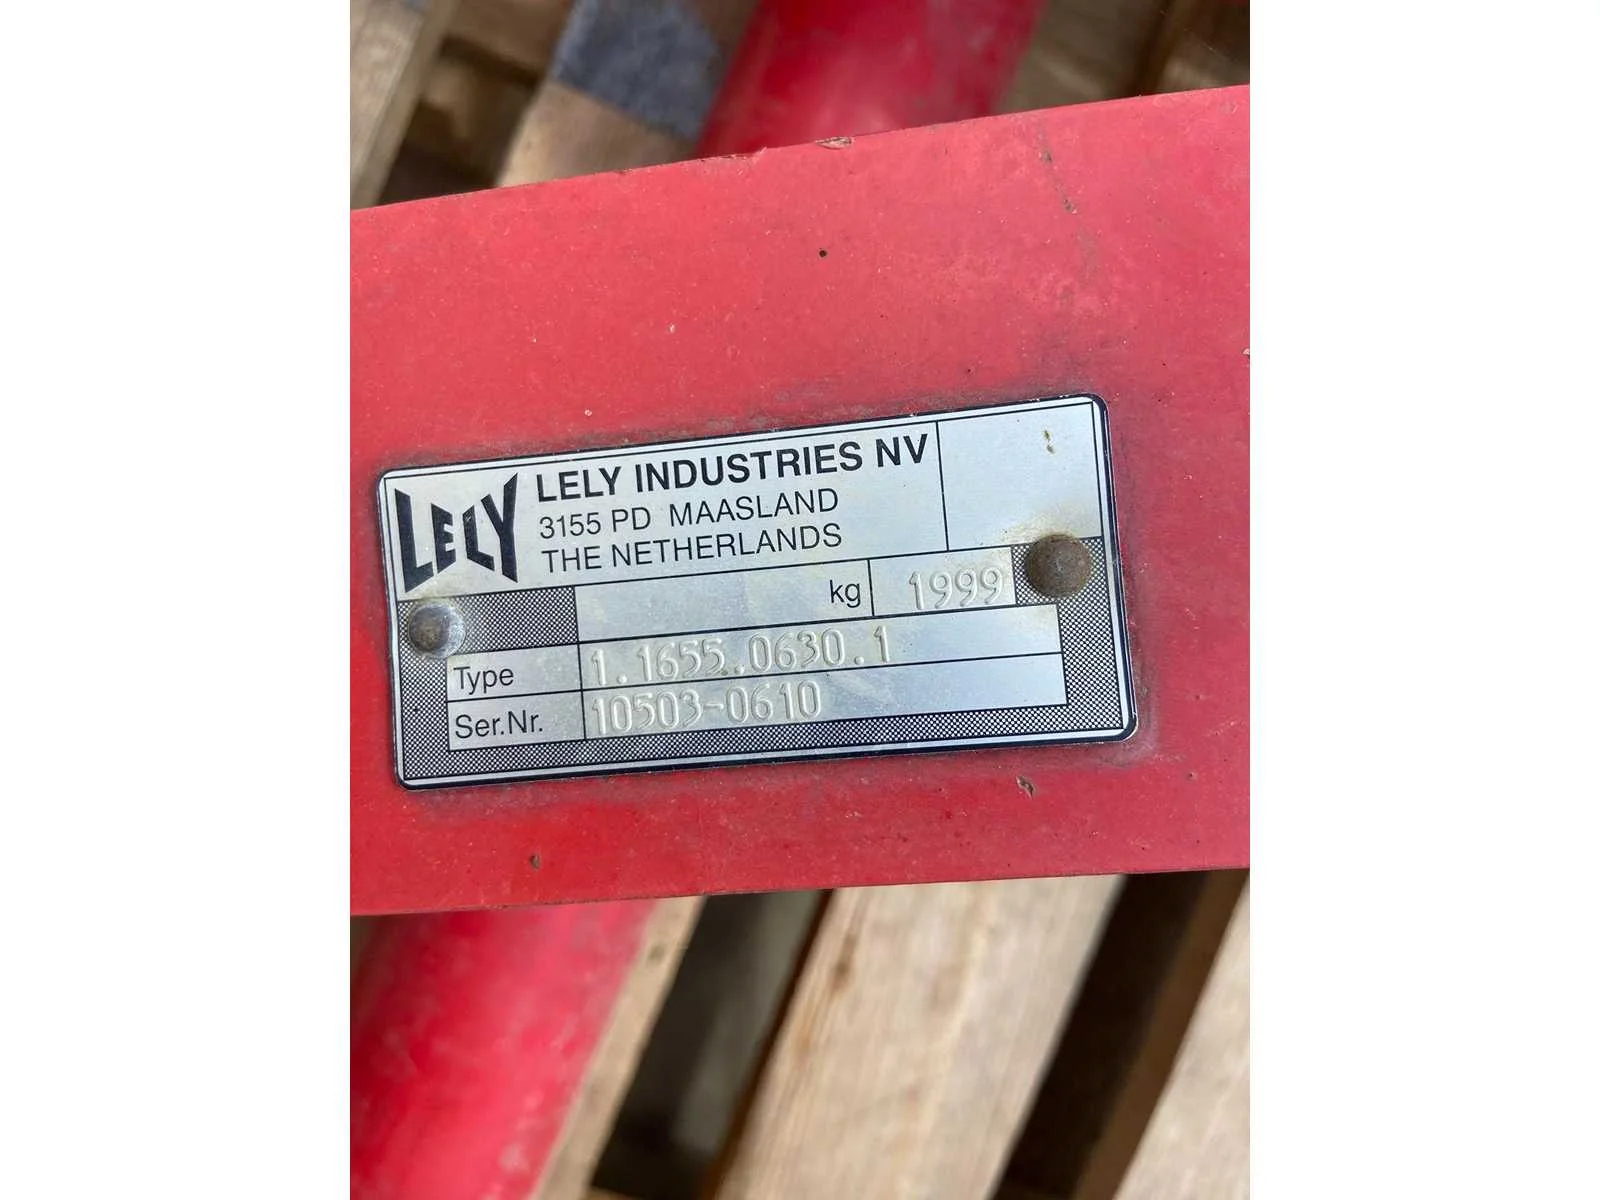 LELY
LELY INDUSTRIES NV
3155 PD MAASLAND
THE NETHERLANDS
kg 1999
Type 1.1655.0630.1
Ser.Nr. 10503-0610